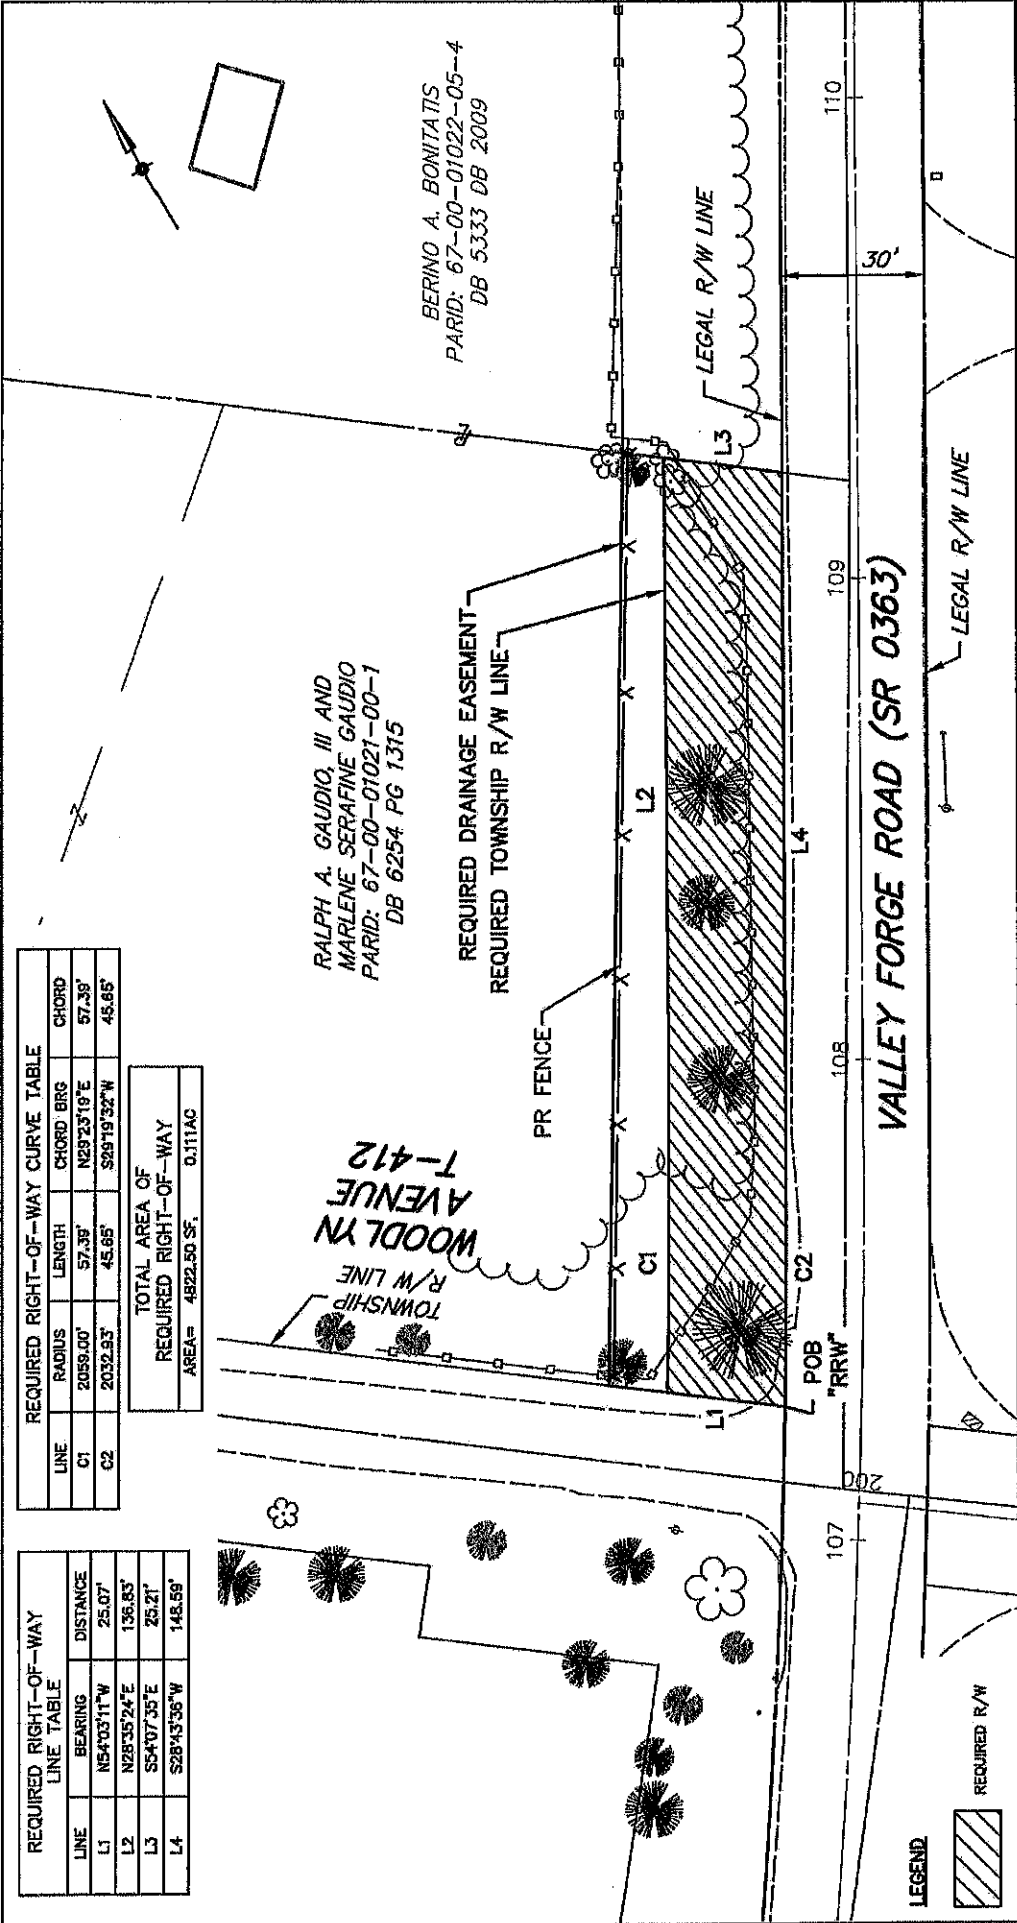 REQUIRED RIGHT-OF-WAY
LINE TABLE
LINE BEARING DISTANCE
L1 N54°03'11"W 25.07'
L2 N28°35'24"E 136.83'
L3 S54°07'35"E 25.21'
L4 S28°43'36"W 148.59'
REQUIRED RIGHT-OF-WAY CURVE TABLE
LINE RADIUS LENGTH CHORD BRG CHORD
C1 2059.00' 57.39' N29°23'19"E 57.39'
C2 2032.93' 45.65' S29°19'32"W 45.65'
TOTAL AREA OF
REQUIRED RIGHT-OF-WAY
AREA= 4822.50 SF. 0.111AC
BERINO A. BONITATIS
PARID: 67-00-01022-05-4
DB 5333 DB 2009
RALPH A. GAUDIO, III AND
MARLENE SERAFINE GAUDIO
PARID: 67-00-01021-00-1
DB 6254 PG 1315
WOODLYN
AVENUE
T-412
TOWNSHIP
R/W LINE
PR FENCE
REQUIRED DRAINAGE EASEMENT
REQUIRED TOWNSHIP R/W LINE
LEGAL R/W LINE
30'
C1
L2
L3
L1
C2
L4
POB
"RRW"
107
108
109
110
200
VALLEY FORGE ROAD (SR 0363)
LEGAL R/W LINE
LEGEND
REQUIRED R/W